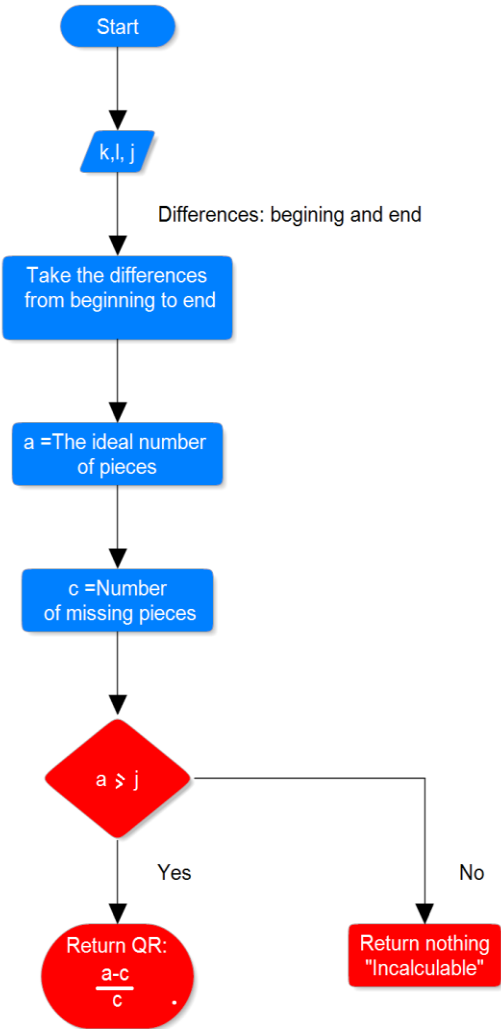 Start
k,l, j
Differences: begining and end
Take the differences
from beginning to end
a =The ideal number
of pieces
c =Number
of missing pieces
a ⩾ j
Yes
No
Return QR:
a-c
c
.
Return nothing
"Incalculable"